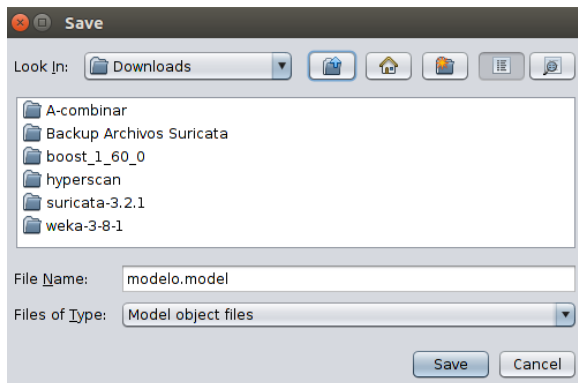 Save
Look In: Downloads
A-combinar
Backup Archivos Suricata
boost_1_60_0
hyperscan
suricata-3.2.1
weka-3-8-1
File Name: modelo.model
Files of Type: Model object files
Save Cancel